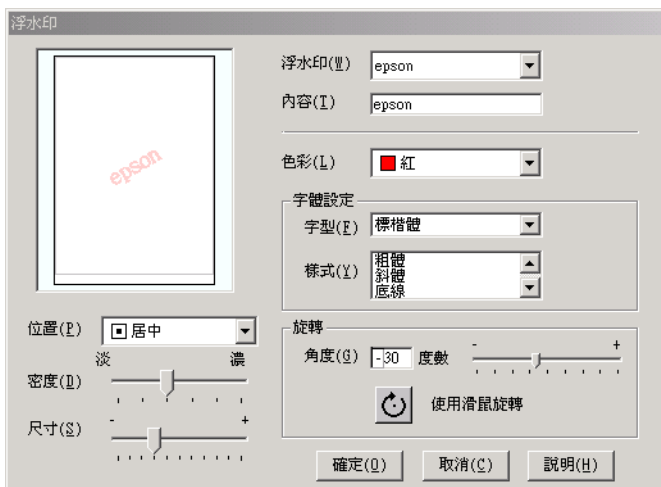 浮水印
epson
浮水印(W) epson
內容(I) epson
色彩(L) 紅
字體設定
字型(F) 標楷體
樣式(Y) 粗體
斜體
底線
位置(P) 居中
淡 濃
密度(D)
尺寸(S) - +
旋轉
角度(G) -30 度數 - +
使用滑鼠旋轉
確定(O) 取消(C) 說明(H)